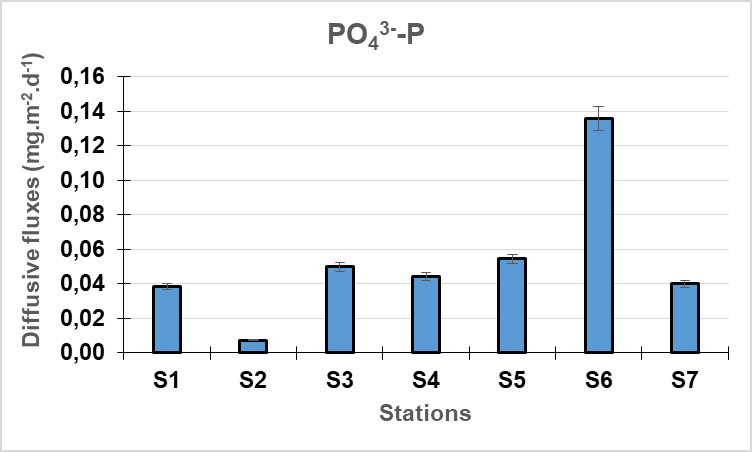 PO₄³⁻-P
Diffusive fluxes (mg.m⁻².d⁻¹)
0,16
0,14
0,12
0,10
0,08
0,06
0,04
0,02
0,00
S1 S2 S3 S4 S5 S6 S7
Stations